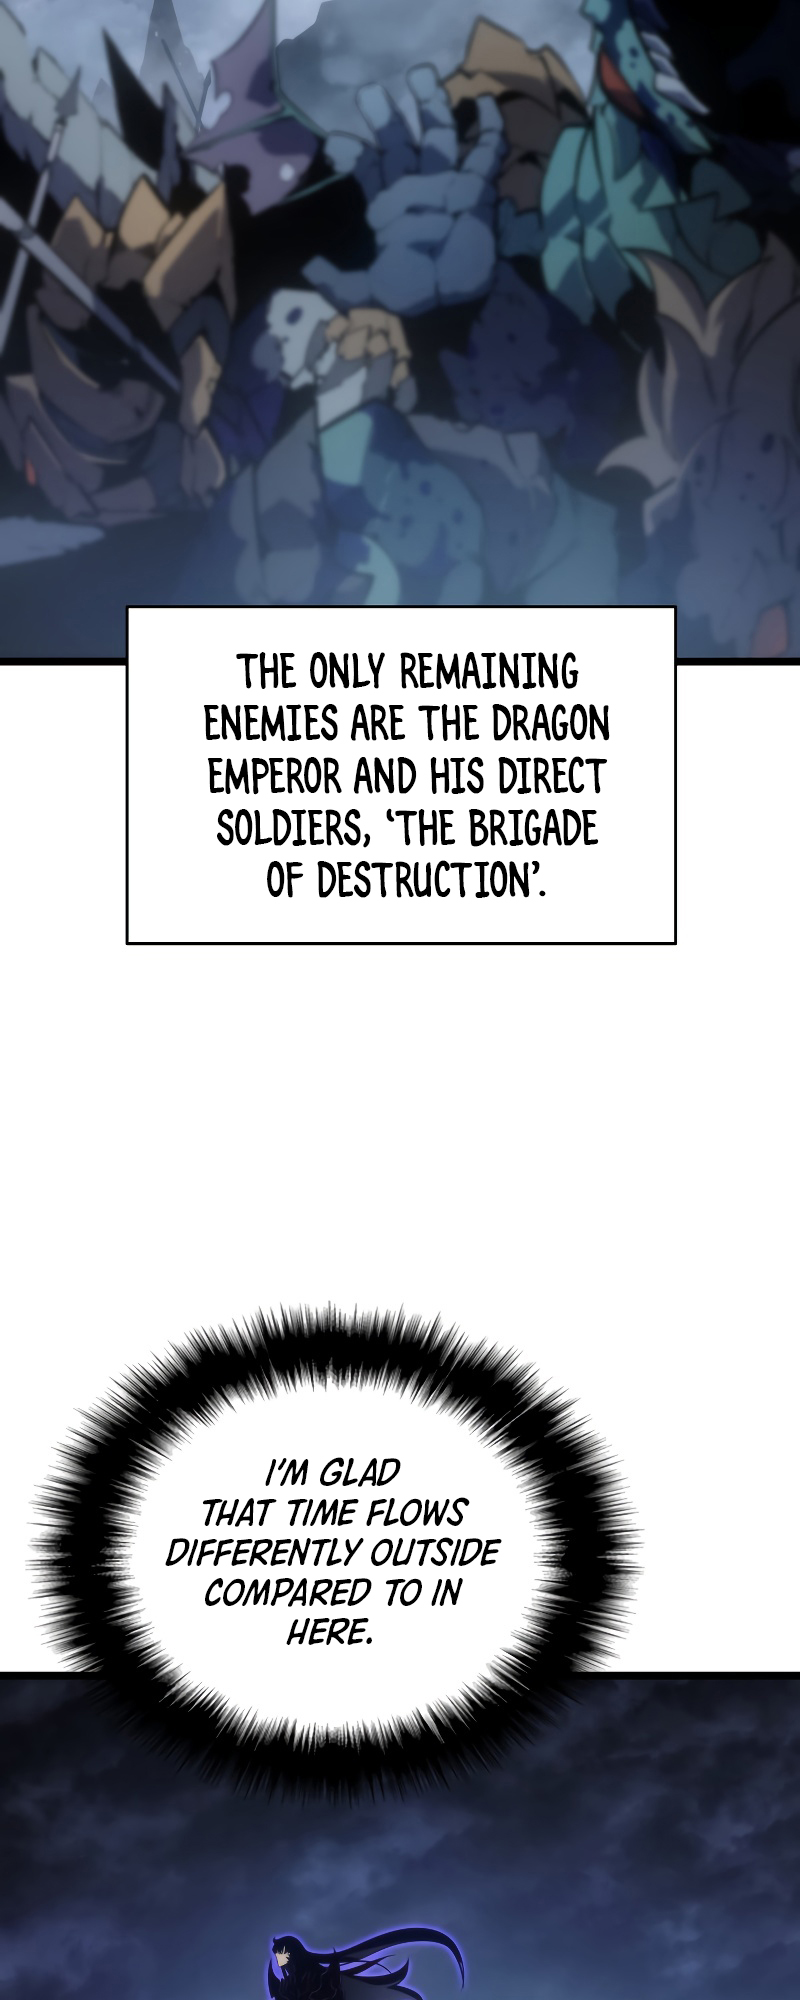 THE ONLY REMAINING
ENEMIES ARE THE DRAGON
EMPEROR AND HIS DIRECT
SOLDIERS, ‘THE BRIGADE
OF DESTRUCTION’.
I'M GLAD
THAT TIME FLOWS
DIFFERENTLY OUTSIDE
COMPARED TO IN
HERE.